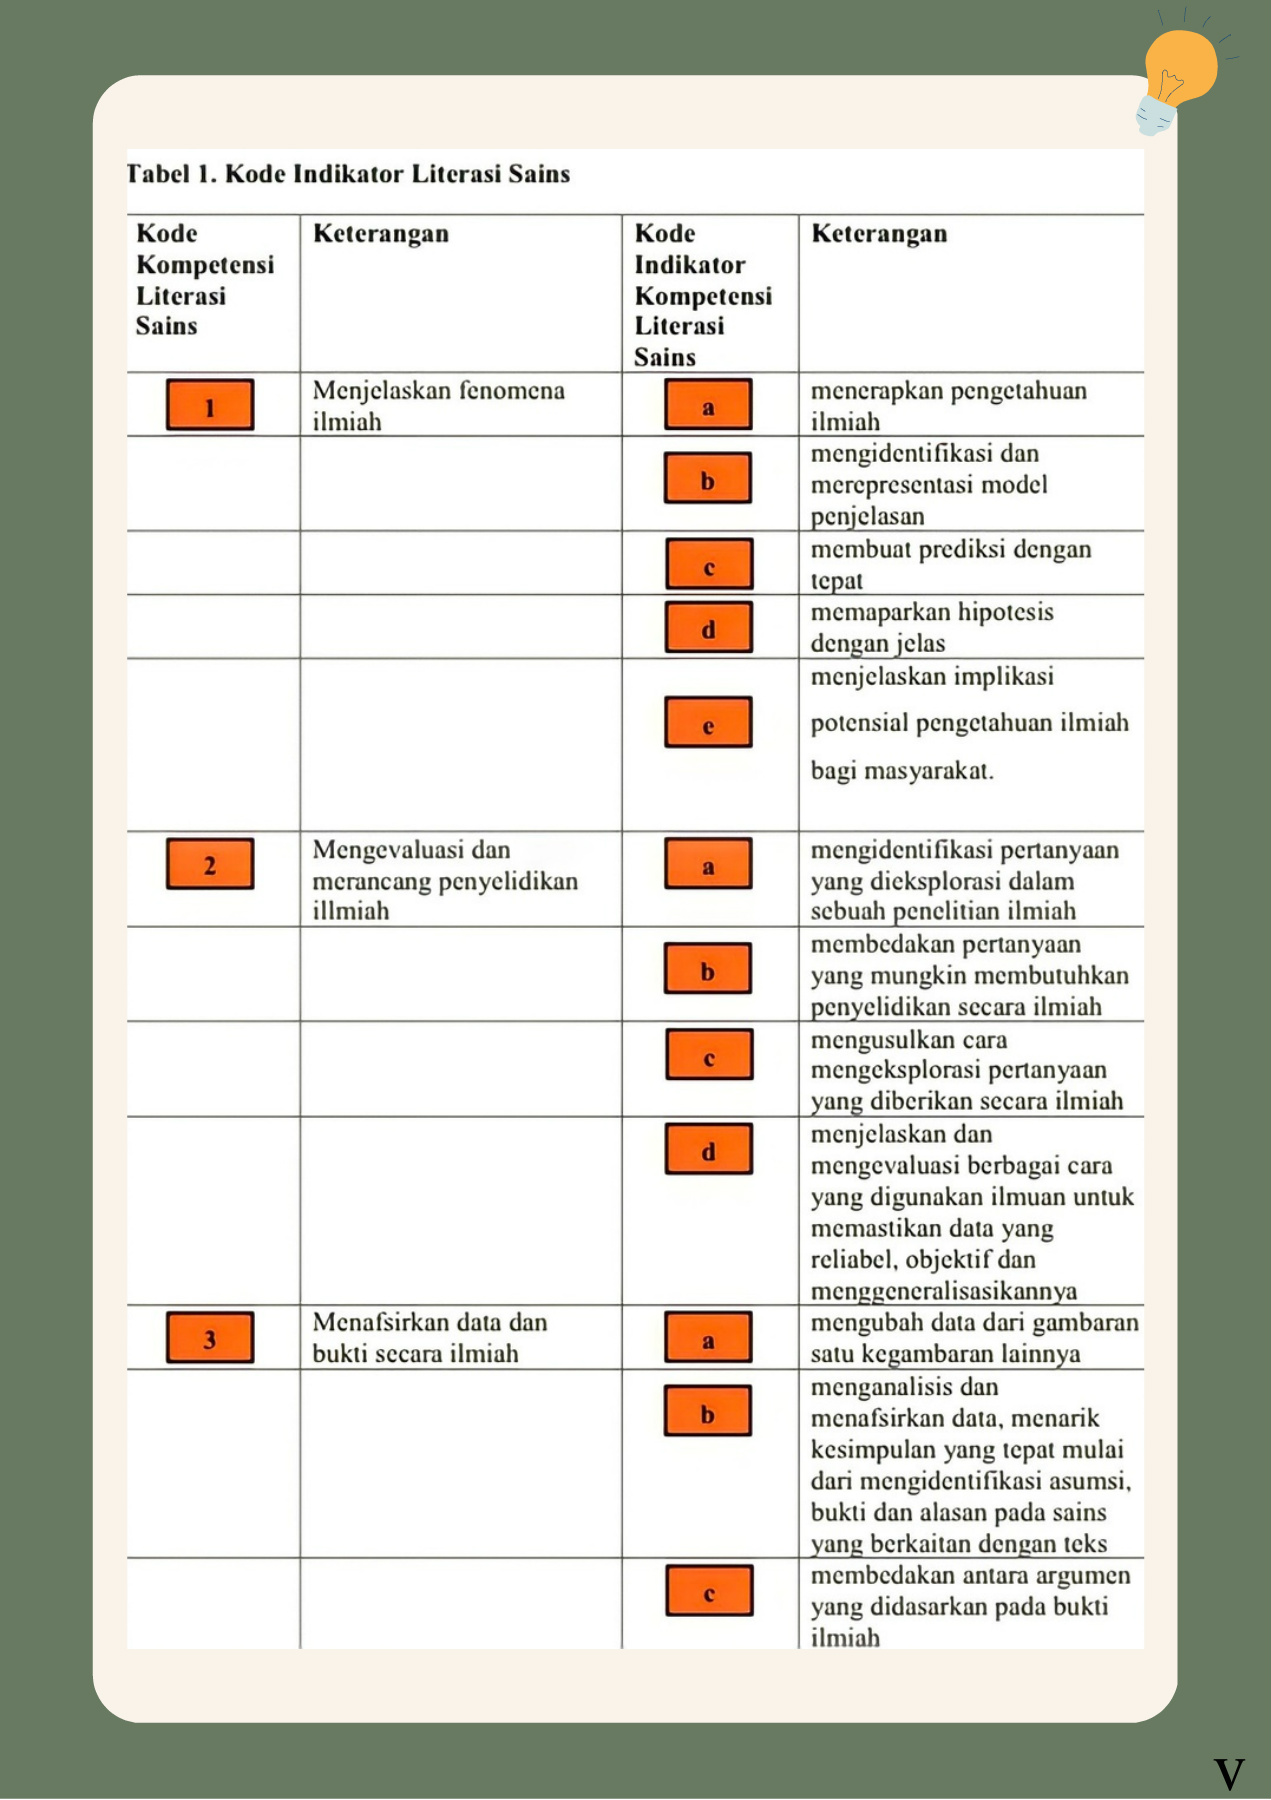 Tabel 1. Kode Indikator Literasi Sains
Kode
Kompetensi
Literasi
Sains
Keterangan
Kode
Indikator
Kompetensi
Literasi
Sains
Keterangan
1
Menjelaskan fenomena
ilmiah
a
menerapkan pengetahuan
ilmiah
b
mengidentifikasi dan
merepresentasi model
penjelasan
c
membuat prediksi dengan
tepat
d
memaparkan hipotesis
dengan jelas
e
menjelaskan implikasi
potensial pengetahuan ilmiah
bagi masyarakat.
2
Mengevaluasi dan
merancang penyelidikan
illmiah
a
mengidentifikasi pertanyaan
yang dieksplorasi dalam
sebuah penelitian ilmiah
b
membedakan pertanyaan
yang mungkin membutuhkan
penyelidikan secara ilmiah
c
mengusulkan cara
mengeksplorasi pertanyaan
yang diberikan secara ilmiah
d
menjelaskan dan
mengevaluasi berbagai cara
yang digunakan ilmuan untuk
memastikan data yang
reliabel, objektif dan
menggeneralisasikannya
3
Menafsirkan data dan
bukti secara ilmiah
a
mengubah data dari gambaran
satu kegambaran lainnya
b
menganalisis dan
menafsirkan data, menarik
kesimpulan yang tepat mulai
dari mengidentifikasi asumsi,
bukti dan alasan pada sains
yang berkaitan dengan teks
c
membedakan antara argumen
yang didasarkan pada bukti
ilmiah
V